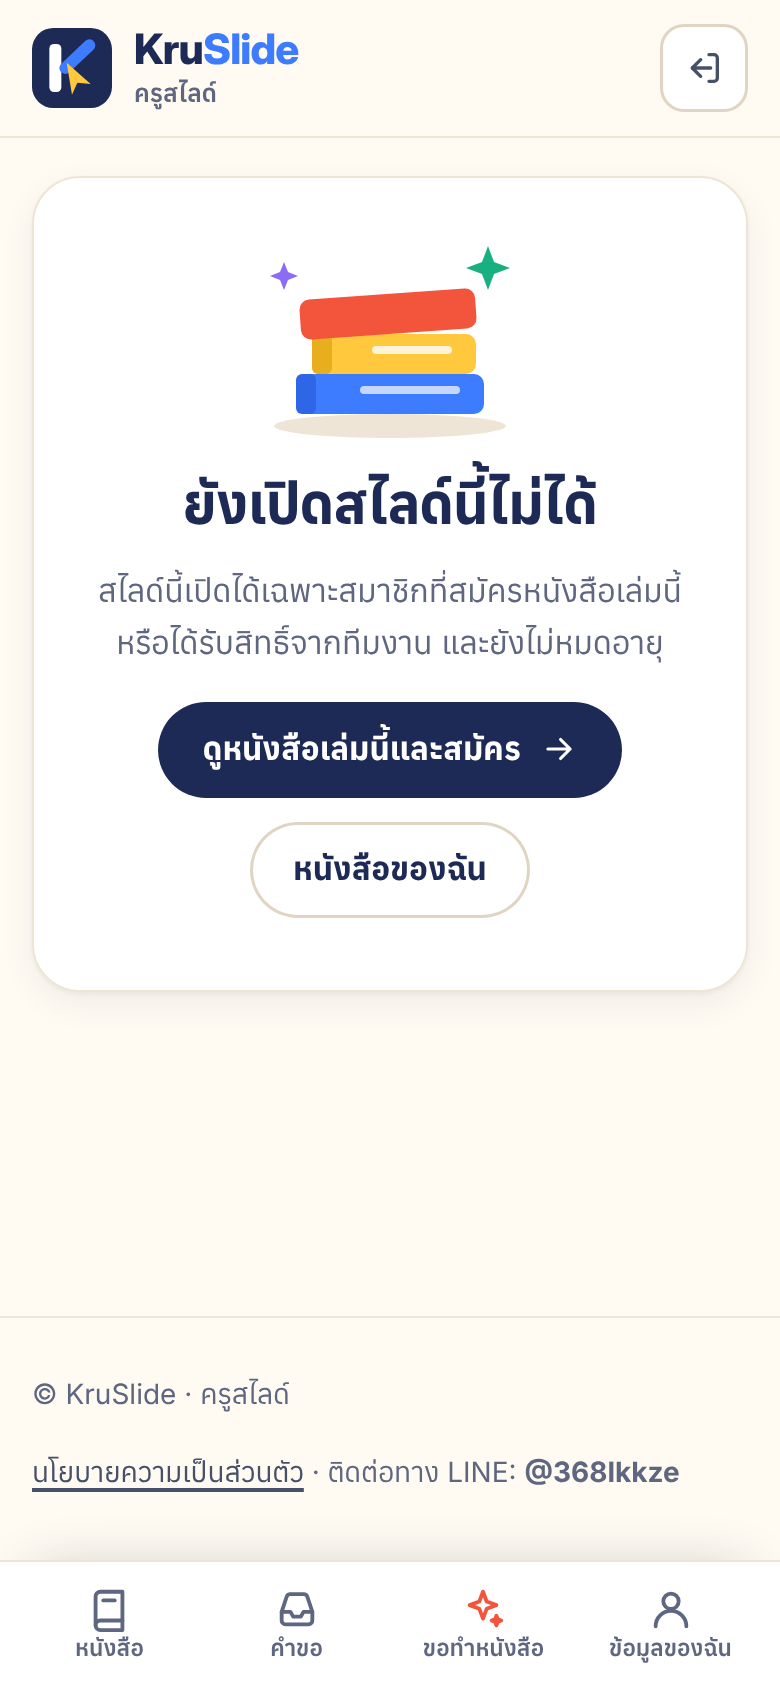 KruSlide
ครูสไลด์
ยังเปิดสไลด์นี้ไม่ได้
สไลด์นี้เปิดได้เฉพาะสมาชิกที่สมัครหนังสือเล่มนี้
หรือได้รับสิทธิ์จากทีมงาน และยังไม่หมดอายุ
ดูหนังสือเล่มนี้และสมัคร →
หนังสือของฉัน
© KruSlide · ครูสไลด์
นโยบายความเป็นส่วนตัว · ติดต่อทาง LINE: @368lkkze
หนังสือ
คำขอ
ขอทำหนังสือ
ข้อมูลของฉัน